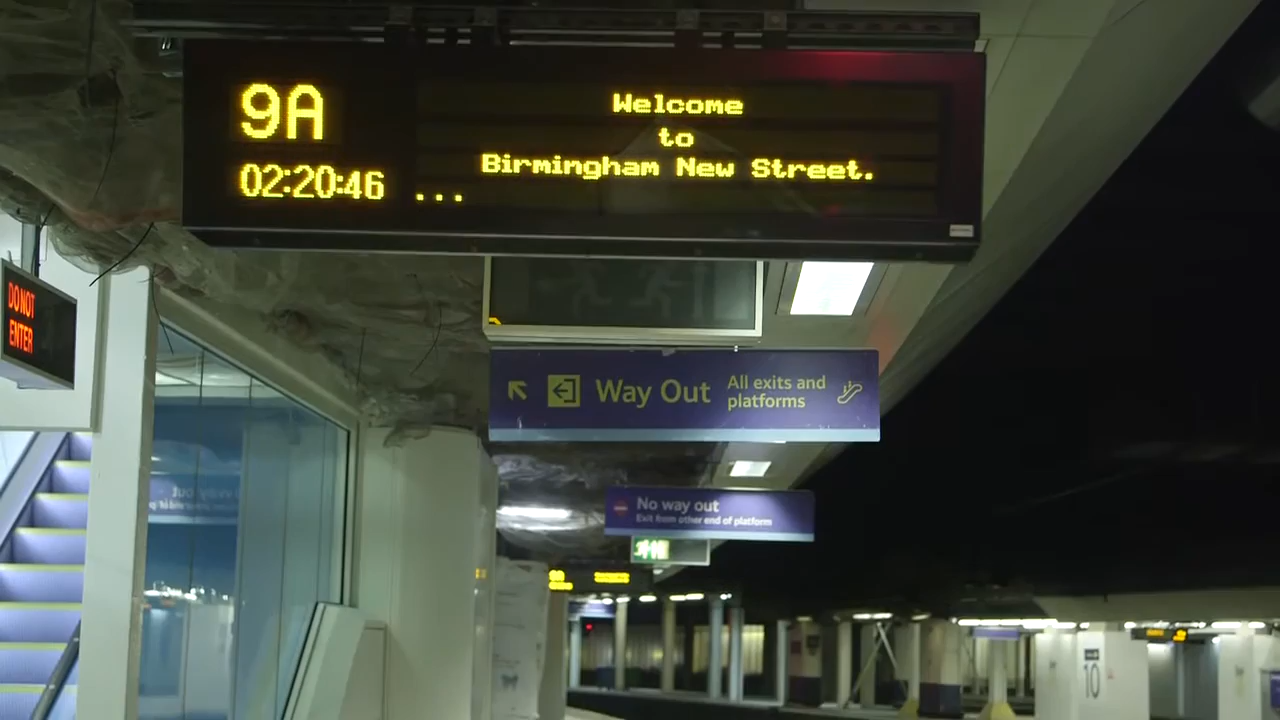 9A
Welcome
to
Birmingham New Street.
02:20:46 ...
DO NOT
ENTER
Way Out
All exits and
platforms
No way out
Exit from other end of platform
10